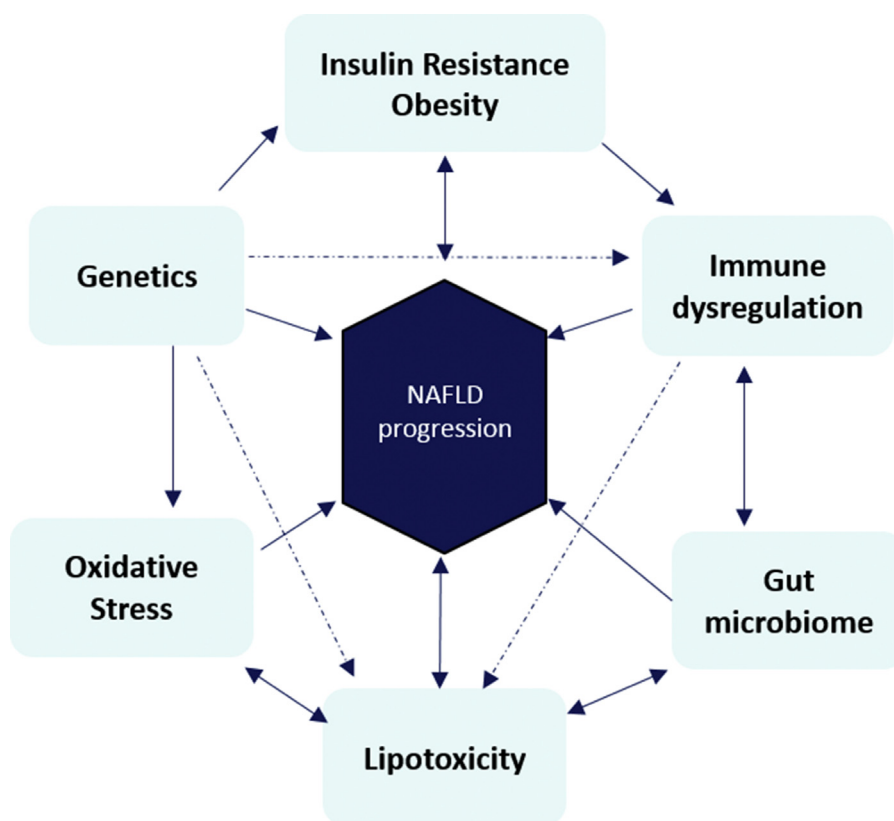 Insulin Resistance
Obesity
Genetics
Immune
dysregulation
NAFLD
progression
Oxidative
Stress
Gut
microbiome
Lipotoxicity